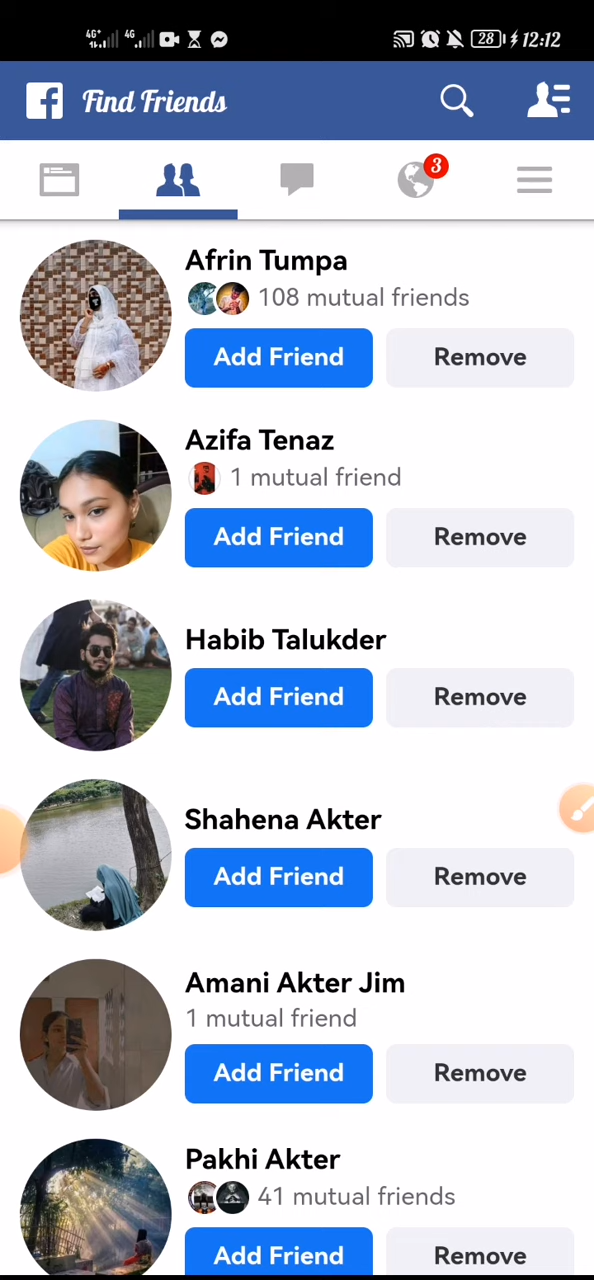 4G+ 4G 28 12:12
f Find Friends
3
Afrin Tumpa
108 mutual friends
Add Friend Remove
Azifa Tenaz
1 mutual friend
Add Friend Remove
Habib Talukder
Add Friend Remove
Shahena Akter
Add Friend Remove
Amani Akter Jim
1 mutual friend
Add Friend Remove
Pakhi Akter
41 mutual friends
Add Friend Remove